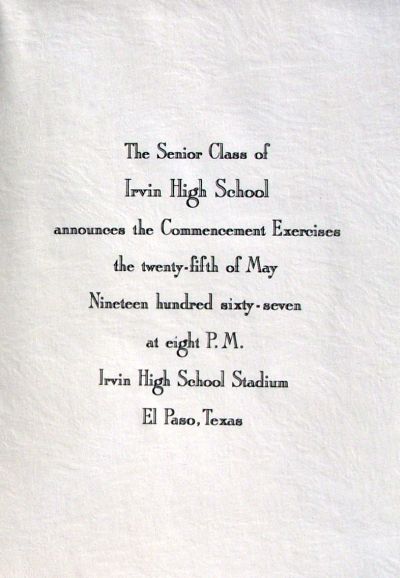 The Senior Class of
Irvin High School
announces the Commencement Exercises
the twenty-fifth of May
Nineteen hundred sixty-seven
at eight P. M.
Irvin High School Stadium
El Paso, Texas